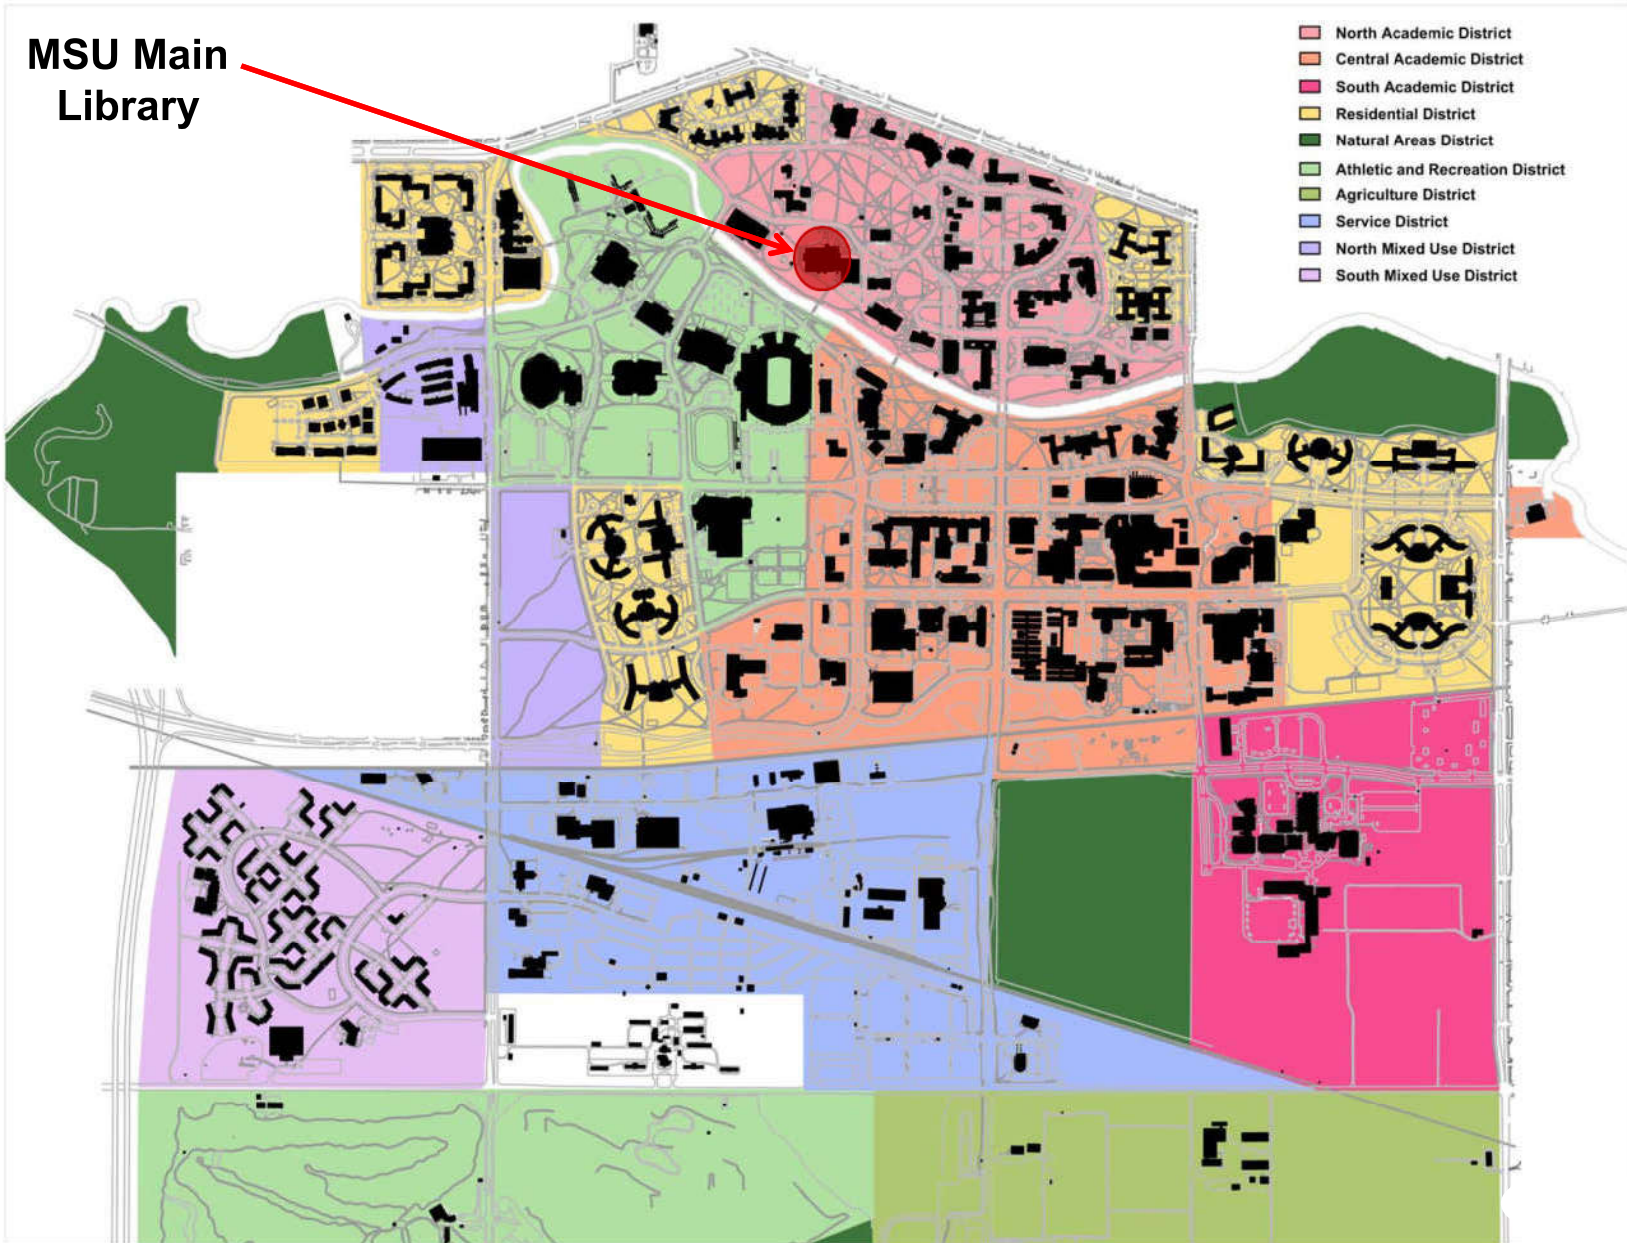 MSU Main
Library
North Academic District
Central Academic District
South Academic District
Residential District
Natural Areas District
Athletic and Recreation District
Agriculture District
Service District
North Mixed Use District
South Mixed Use District